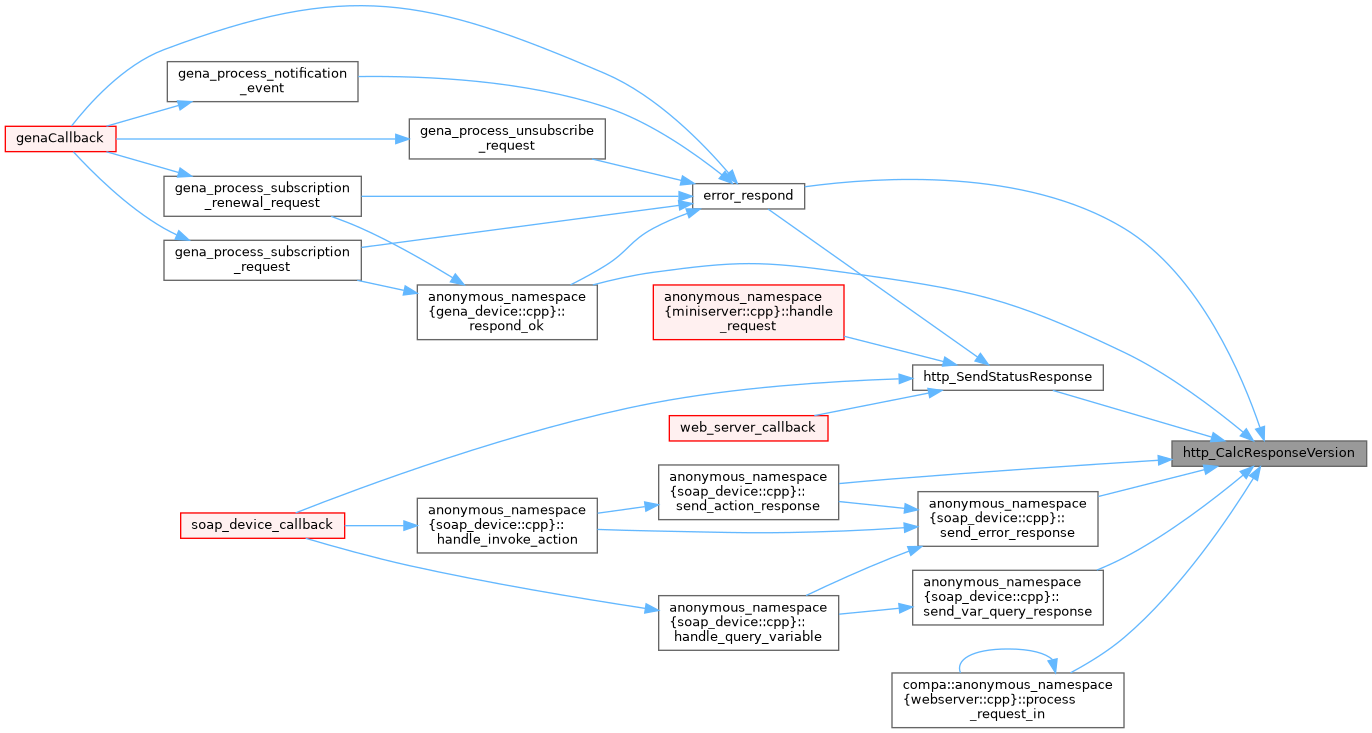 gena_process_notification
_event
genaCallback
gena_process_unsubscribe
_request
gena_process_subscription
_renewal_request
error_respond
gena_process_subscription
_request
anonymous_namespace
{gena_device::cpp}::
respond_ok
anonymous_namespace
{miniserver::cpp}::handle
_request
http_SendStatusResponse
web_server_callback
http_CalcResponseVersion
anonymous_namespace
{soap_device::cpp}::
send_action_response
soap_device_callback
anonymous_namespace
{soap_device::cpp}::
handle_invoke_action
anonymous_namespace
{soap_device::cpp}::
send_error_response
anonymous_namespace
{soap_device::cpp}::
send_var_query_response
anonymous_namespace
{soap_device::cpp}::
handle_query_variable
compa::anonymous_namespace
{webserver::cpp}::process
_request_in